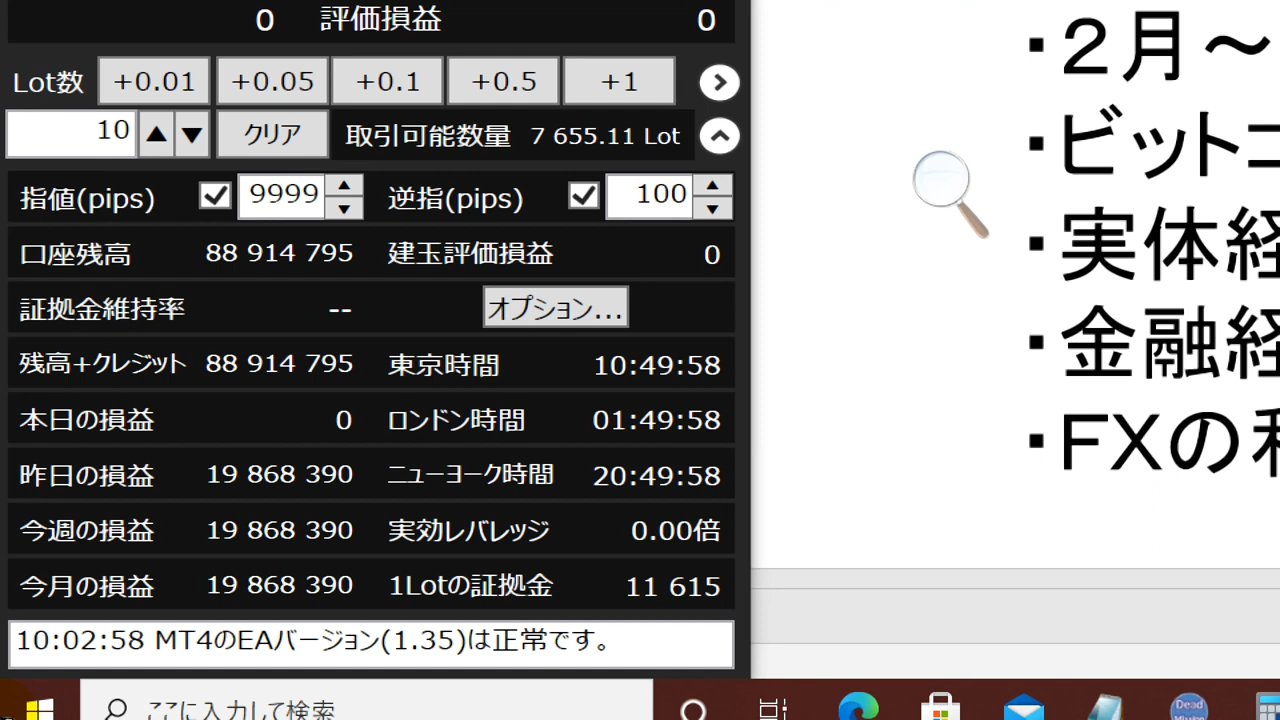 0 評価損益 0
Lot数 +0.01 +0.05 +0.1 +0.5 +1
10 クリア 取引可能数量 7 655.11 Lot
指値(pips) 9999 逆指(pips) 100
口座残高 88 914 795 建玉評価損益 0
証拠金維持率 -- オプション...
残高+クレジット 88 914 795 東京時間 10:49:58
本日の損益 0 ロンドン時間 01:49:58
昨日の損益 19 868 390 ニューヨーク時間 20:49:58
今週の損益 19 868 390 実効レバレッジ 0.00倍
今月の損益 19 868 390 1Lotの証拠金 11 615
10:02:58 MT4のEAバージョン(1.35)は正常です。
・2月～
・ビットコ
・実体経
・金融経
・FXの利
ここに入力して検索
Dead